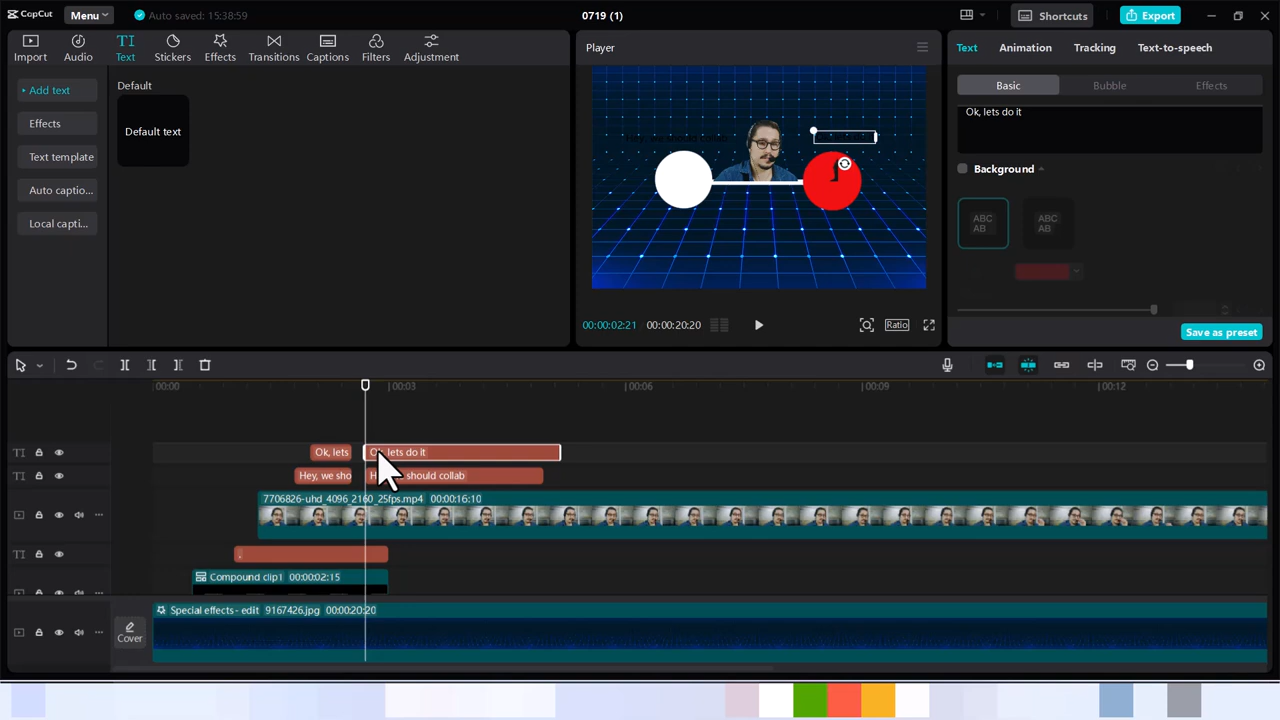 CapCut
Menu
Auto saved: 15:38:59
0719 (1)
Shortcuts
Export
Import
Audio
Text
Stickers
Effects
Transitions
Captions
Filters
Adjustment
Add text
Effects
Text template
Auto captio...
Local capti...
Default
Default text
Player
00:00:02:21
00:00:20:20
Ratio
Text
Animation
Tracking
Text-to-speech
Basic
Bubble
Effects
Ok, lets do it
Background
ABC
AB
ABC
AB
Save as preset
00:00
00:03
00:06
00:09
00:12
Ok, lets
Ok, lets do it
Hey, we sho
should collab
7706826-uhd_4096_2160_25fps.mp4 00:00:16:10
Compound clip1 00:00:02:15
Cover
Special effects - edit 9167426.jpg 00:00:20:20